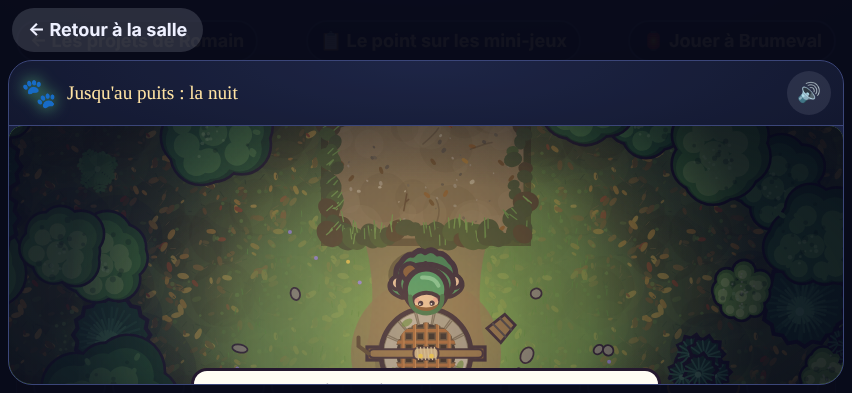 ← Retour à la salle
Les projets de Romain
Le point sur les mini-jeux
Jouer à Brumeval
Jusqu'au puits : la nuit